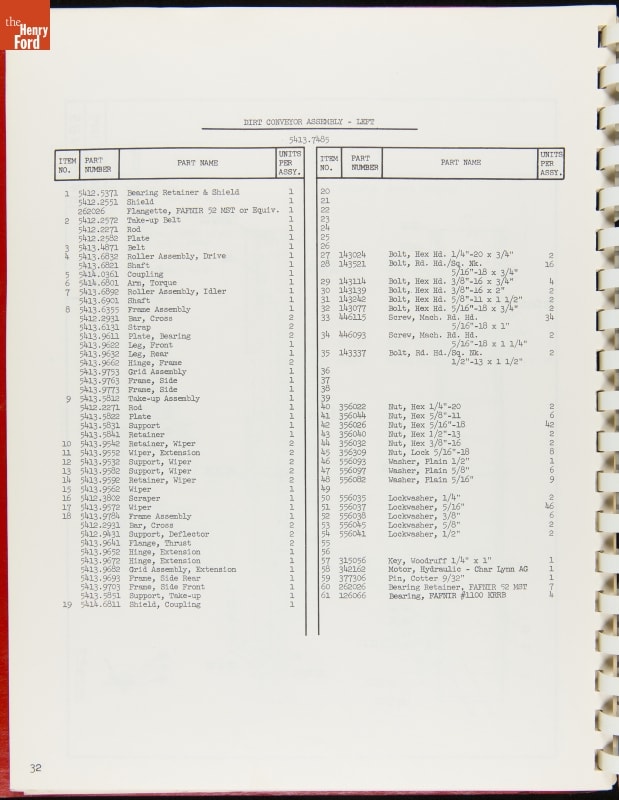 the
Henry
Ford
DIRT CONVEYOR ASSEMBLY - LEFT
5413.7485
ITEM NO. PART NUMBER PART NAME UNITS PER ASSY.
1 5412.5371 Bearing Retainer & Shield 1
5412.2551 Shield 1
262026 Flangette, FAFNIR 52 MST or Equiv. 1
2 5412.2572 Take-up Belt 1
5412.2271 Rod 1
5412.2582 Plate 1
3 5413.4871 Belt 1
4 5413.6832 Roller Assembly, Drive 1
5413.6821 Shaft 1
5 5414.0361 Coupling 1
6 5414.6801 Arm, Torque 1
7 5413.6892 Roller Assembly, Idler 1
5413.6901 Shaft 1
8 5413.6355 Frame Assembly 1
5412.2931 Bar, Cross 2
5413.6131 Strap 2
5413.9611 Plate, Bearing 2
5413.9622 Leg, Front 1
5413.9632 Leg, Rear 1
5413.9662 Hinge, Frame 2
5413.9753 Grid Assembly 1
5413.9763 Frame, Side 1
5413.9773 Frame, Side 1
9 5413.5812 Take-up Assembly 1
5412.2271 Rod 1
5413.5822 Plate 1
5413.5831 Support 1
5413.5841 Retainer 1
10 5413.9542 Retainer, Wiper 1
11 5413.9552 Wiper, Extension 2
12 5413.9532 Support, Wiper 2
13 5413.9582 Support, Wiper 2
14 5413.9592 Retainer, Wiper 2
15 5413.9562 Wiper 1
16 5412.3802 Scraper 1
17 5413.9572 Wiper 1
18 5413.9784 Frame Assembly 1
5412.2931 Bar, Cross 2
5412.9431 Support, Deflector 2
5413.9641 Flange, Thrust 2
5413.9652 Hinge, Extension 1
5413.9672 Hinge, Extension 1
5413.9682 Grid Assembly, Extension 1
5413.9693 Frame, Side Rear 1
5413.9703 Frame, Side Front 1
5413.5851 Support, Take-up 1
19 5414.6811 Shield, Coupling 1
ITEM NO. PART NUMBER PART NAME UNITS PER ASSY.
20
21
22
23
24
25
26
27 143024 Bolt, Hex Hd. 1/4"-20 x 3/4" 2
28 143521 Bolt, Rd. Hd./Sq. Nk. 16
5/16"-18 x 3/4"
29 143114 Bolt, Hex Hd. 3/8"-16 x 3/4" 4
30 143139 Bolt, Hex Hd. 3/8"-16 x 2" 2
31 143242 Bolt, Hex Hd. 5/8"-11 x 1 1/2" 2
32 143077 Bolt, Hex Hd. 5/16"-18 x 3/4" 2
33 446115 Screw, Mach. Rd. Hd. 34
5/16"-18 x 1"
34 446093 Screw, Mach. Rd. Hd. 2
5/16"-18 x 1 1/4"
35 143337 Bolt, Rd. Hd./Sq. Nk. 2
1/2"-13 x 1 1/2"
36
37
38
39
40 356022 Nut, Hex 1/4"-20 2
41 356044 Nut, Hex 5/8"-11 6
42 356026 Nut, Hex 5/16"-18 42
43 356040 Nut, Hex 1/2"-13 2
44 356032 Nut, Hex 3/8"-16 2
45 356309 Nut, Lock 5/16"-18 8
46 556093 Washer, Plain 1/2" 1
47 556097 Washer, Plain 5/8" 6
48 556082 Washer, Plain 5/16" 9
49
50 556035 Lockwasher, 1/4" 2
51 556037 Lockwasher, 5/16" 46
52 556038 Lockwasher, 3/8" 6
53 556045 Lockwasher, 5/8" 2
54 556041 Lockwasher, 1/2" 2
55
56
57 315056 Key, Woodruff 1/4" x 1" 1
58 342162 Motor, Hydraulic - Char Lynn AG 1
59 377306 Pin, Cotter 9/32" 1
60 262026 Bearing Retainer, FAFNIR 52 MST 7
61 126066 Bearing, FAFNIR #1100 KRRB 4
32